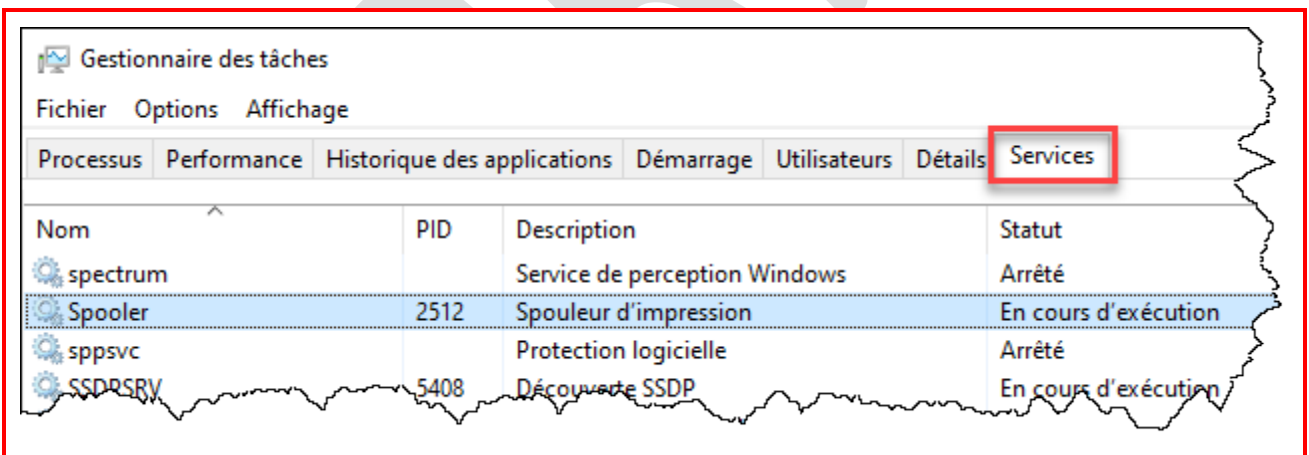 Gestionnaire des tâches
Fichier Options Affichage
Processus Performance Historique des applications Démarrage Utilisateurs Détails Services
Nom PID Description Statut
spectrum Service de perception Windows Arrêté
Spooler 2512 Spouleur d'impression En cours d'exécution
sppsvc Protection logicielle Arrêté
SSDPSRV 5408 Découverte SSDP En cours d'exécution